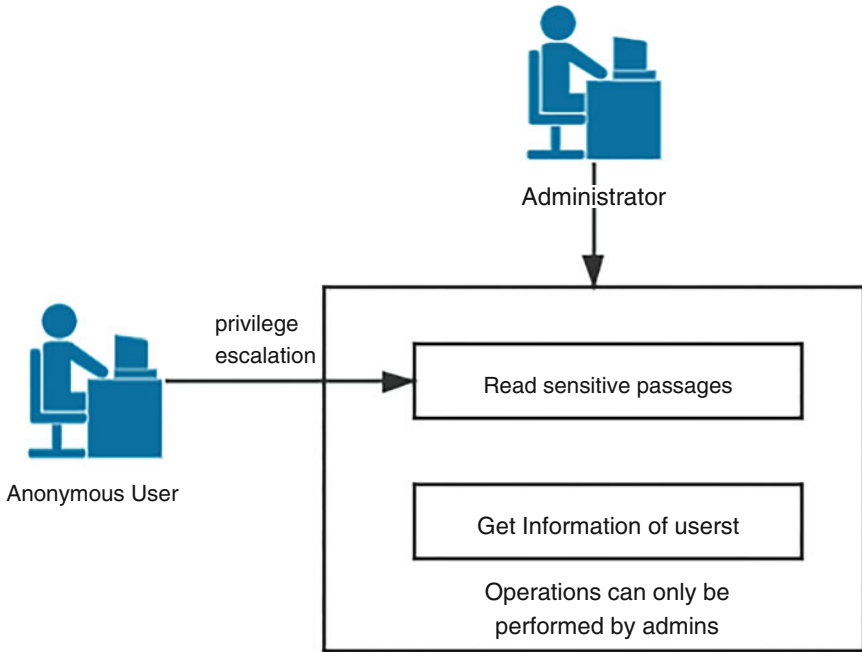 Administrator
privilege
escalation
Read sensitive passages
Anonymous User
Get Information of userst
Operations can only be
performed by admins